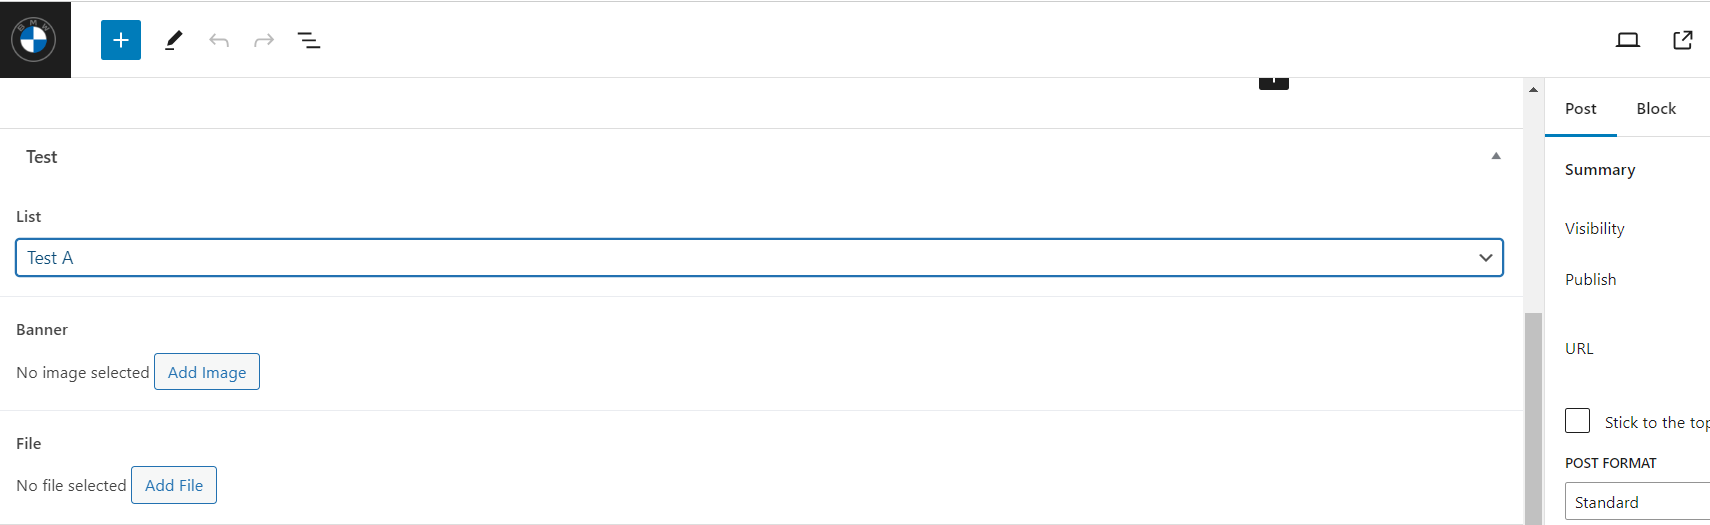 BMW
Post Block
Test
Summary
List
Visibility
Test A
Publish
Banner
URL
No image selected Add Image
Stick to the top
File
POST FORMAT
No file selected Add File
Standard